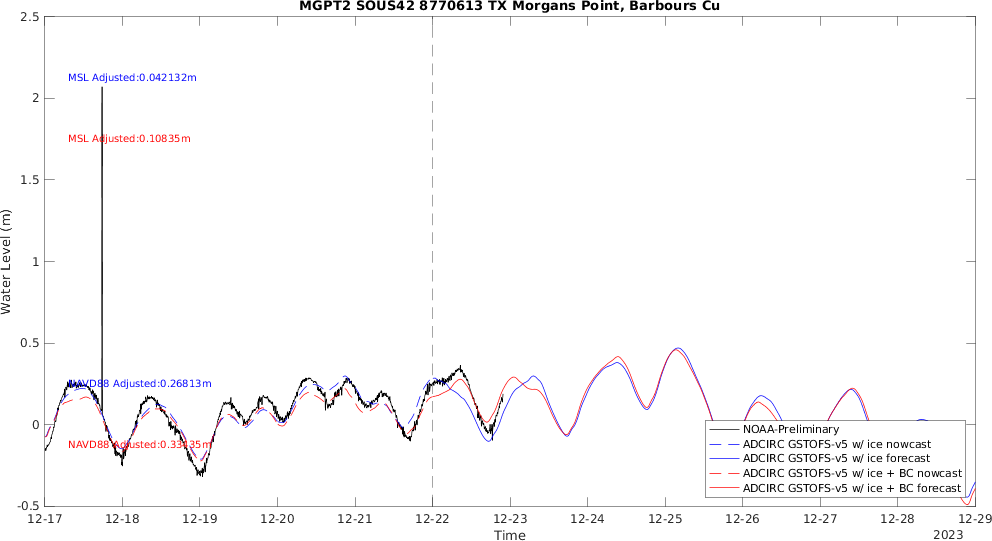 MGPT2 SOUS42 8770613 TX Morgans Point, Barbours Cu
2.5
2
1.5
1
0.5
0
-0.5
Water Level (m)
MSL Adjusted:0.042132m
MSL Adjusted:0.10835m
NAVD88 Adjusted:0.26813m
NAVD88 Adjusted:0.33135m
NOAA-Preliminary
ADCIRC GSTOFS-v5 w/ ice nowcast
ADCIRC GSTOFS-v5 w/ ice forecast
ADCIRC GSTOFS-v5 w/ ice + BC nowcast
ADCIRC GSTOFS-v5 w/ ice + BC forecast
12-17 12-18 12-19 12-20 12-21 12-22 12-23 12-24 12-25 12-26 12-27 12-28 12-29
Time
2023